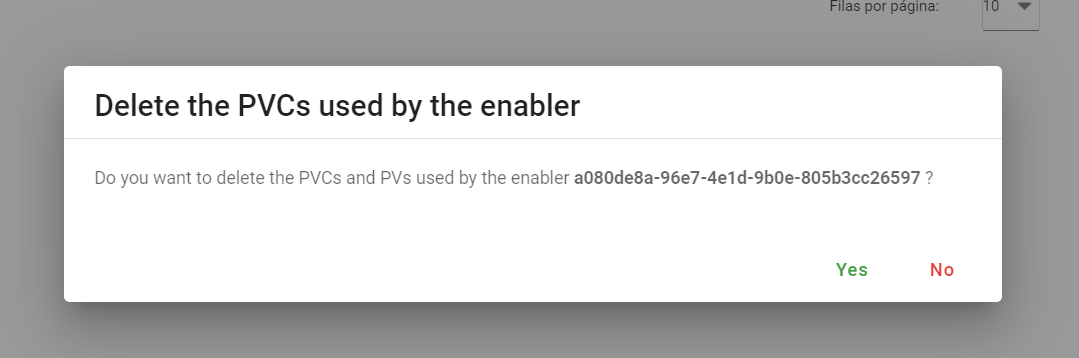 Filas por página: 10
Delete the PVCs used by the enabler
Do you want to delete the PVCs and PVs used by the enabler a080de8a-96e7-4e1d-9b0e-805b3cc26597 ?
Yes No